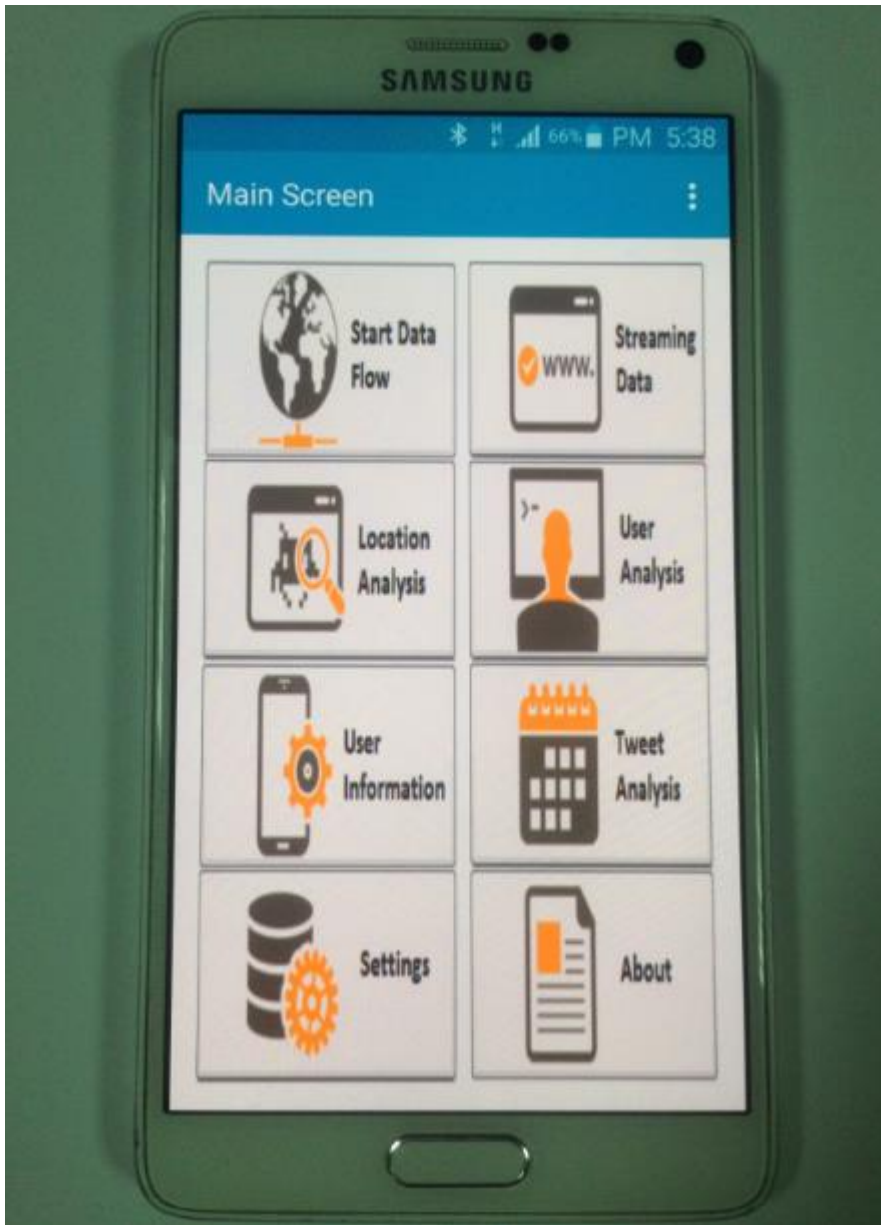 SAMSUNG
H 66% PM 5:38
Main Screen
Start Data
Flow
WWW.
Streaming
Data
Location
Analysis
>-
User
Analysis
User
Information
Tweet
Analysis
Settings
About